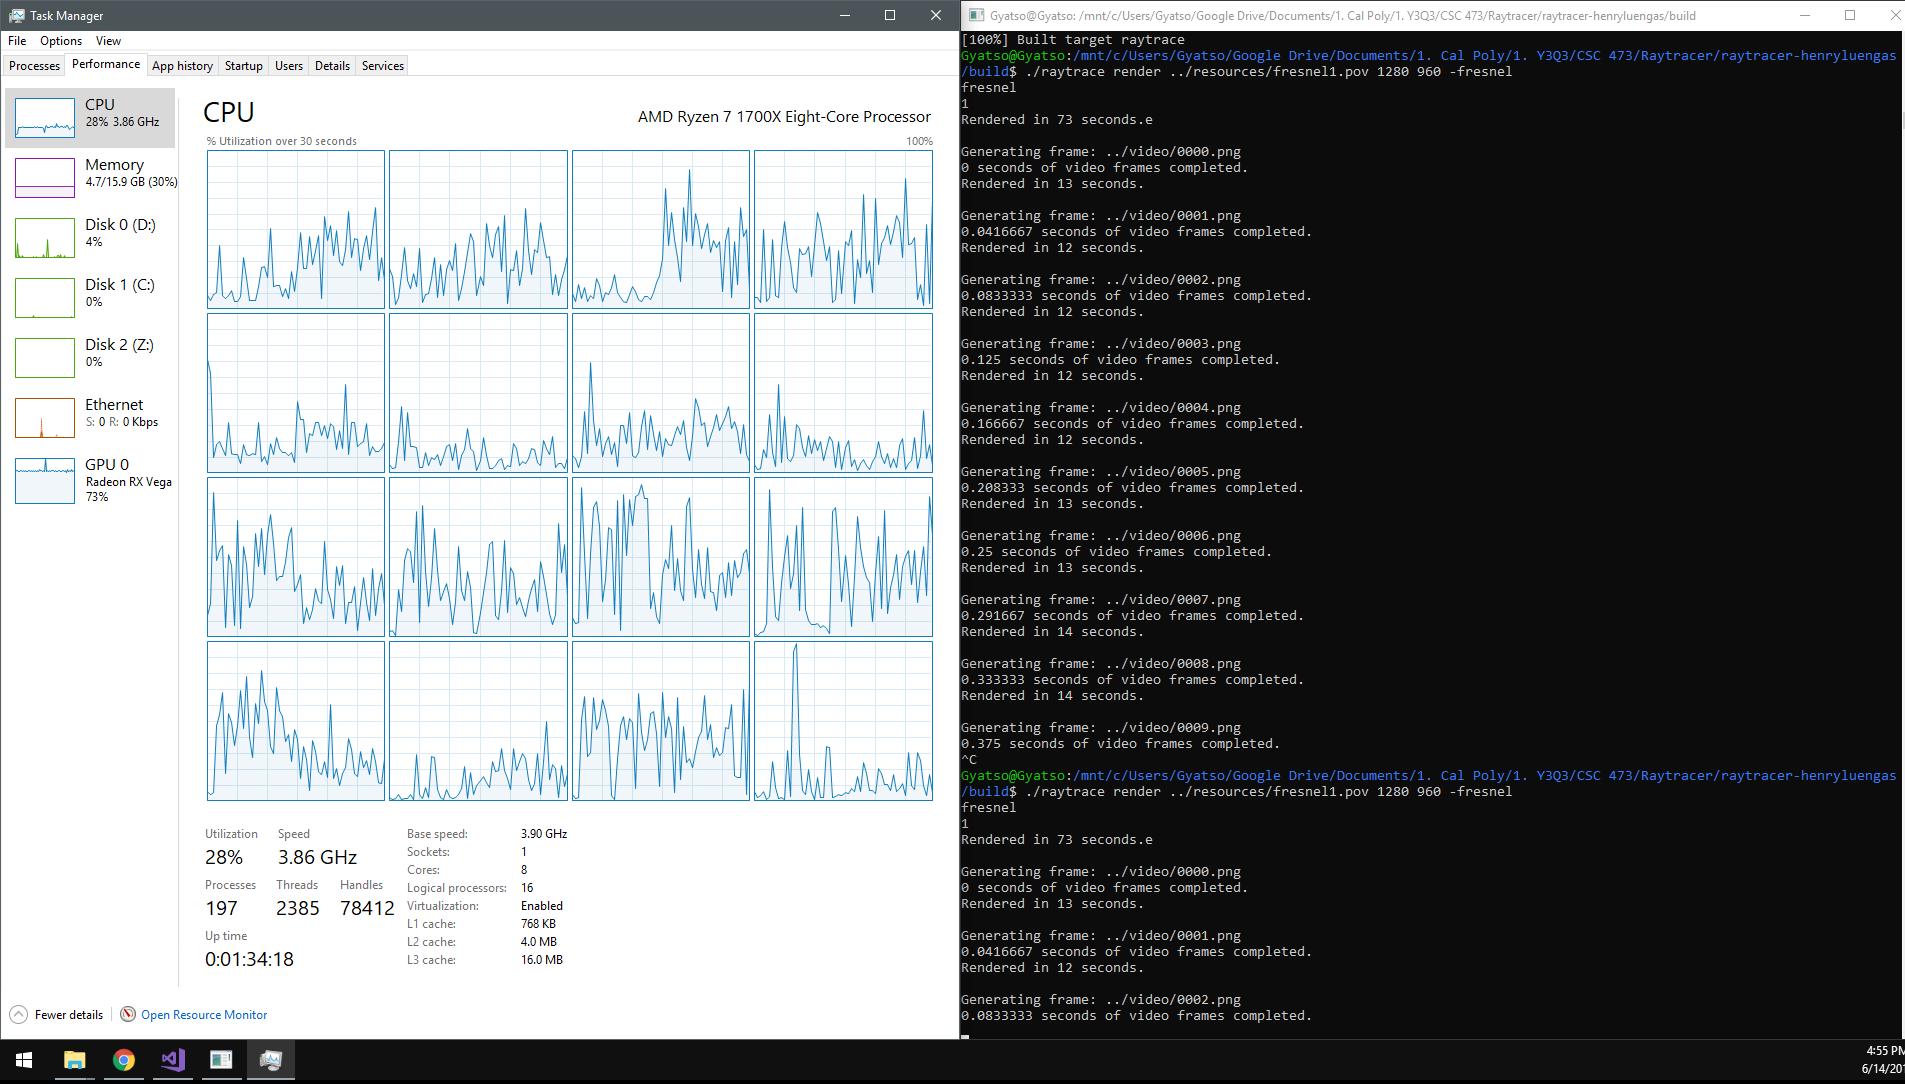 Task Manager
File Options View
Processes Performance App history Startup Users Details Services
CPU
28% 3.86 GHz
Memory
4.7/15.9 GB (30%)
Disk 0 (D:)
4%
Disk 1 (C:)
0%
Disk 2 (Z:)
0%
Ethernet
S: 0 R: 0 Kbps
GPU 0
Radeon RX Vega
73%
CPU
AMD Ryzen 7 1700X Eight-Core Processor
% Utilization over 30 seconds 100%
Utilization Speed
28% 3.86 GHz
Processes Threads Handles
197 2385 78412
Up time
0:01:34:18
Base speed: 3.90 GHz
Sockets: 1
Cores: 8
Logical processors: 16
Virtualization: Enabled
L1 cache: 768 KB
L2 cache: 4.0 MB
L3 cache: 16.0 MB
Fewer details Open Resource Monitor
Gyatso@Gyatso: /mnt/c/Users/Gyatso/Google Drive/Documents/1. Cal Poly/1. Y3Q3/CSC 473/Raytracer/raytracer-henryluengas/build
[100%] Built target raytrace
Gyatso@Gyatso:/mnt/c/Users/Gyatso/Google Drive/Documents/1. Cal Poly/1. Y3Q3/CSC 473/Raytracer/raytracer-henryluengas
/build$ ./raytrace render ../resources/fresnel1.pov 1280 960 -fresnel
fresnel
1
Rendered in 73 seconds.e
Generating frame: ../video/0000.png
0 seconds of video frames completed.
Rendered in 13 seconds.
Generating frame: ../video/0001.png
0.0416667 seconds of video frames completed.
Rendered in 12 seconds.
Generating frame: ../video/0002.png
0.0833333 seconds of video frames completed.
Rendered in 12 seconds.
Generating frame: ../video/0003.png
0.125 seconds of video frames completed.
Rendered in 12 seconds.
Generating frame: ../video/0004.png
0.166667 seconds of video frames completed.
Rendered in 12 seconds.
Generating frame: ../video/0005.png
0.208333 seconds of video frames completed.
Rendered in 13 seconds.
Generating frame: ../video/0006.png
0.25 seconds of video frames completed.
Rendered in 13 seconds.
Generating frame: ../video/0007.png
0.291667 seconds of video frames completed.
Rendered in 14 seconds.
Generating frame: ../video/0008.png
0.333333 seconds of video frames completed.
Rendered in 14 seconds.
Generating frame: ../video/0009.png
0.375 seconds of video frames completed.
^C
Gyatso@Gyatso:/mnt/c/Users/Gyatso/Google Drive/Documents/1. Cal Poly/1. Y3Q3/CSC 473/Raytracer/raytracer-henryluengas
/build$ ./raytrace render ../resources/fresnel1.pov 1280 960 -fresnel
fresnel
1
Rendered in 73 seconds.e
Generating frame: ../video/0000.png
0 seconds of video frames completed.
Rendered in 13 seconds.
Generating frame: ../video/0001.png
0.0416667 seconds of video frames completed.
Rendered in 12 seconds.
Generating frame: ../video/0002.png
0.0833333 seconds of video frames completed.
4:55 PM
6/14/20